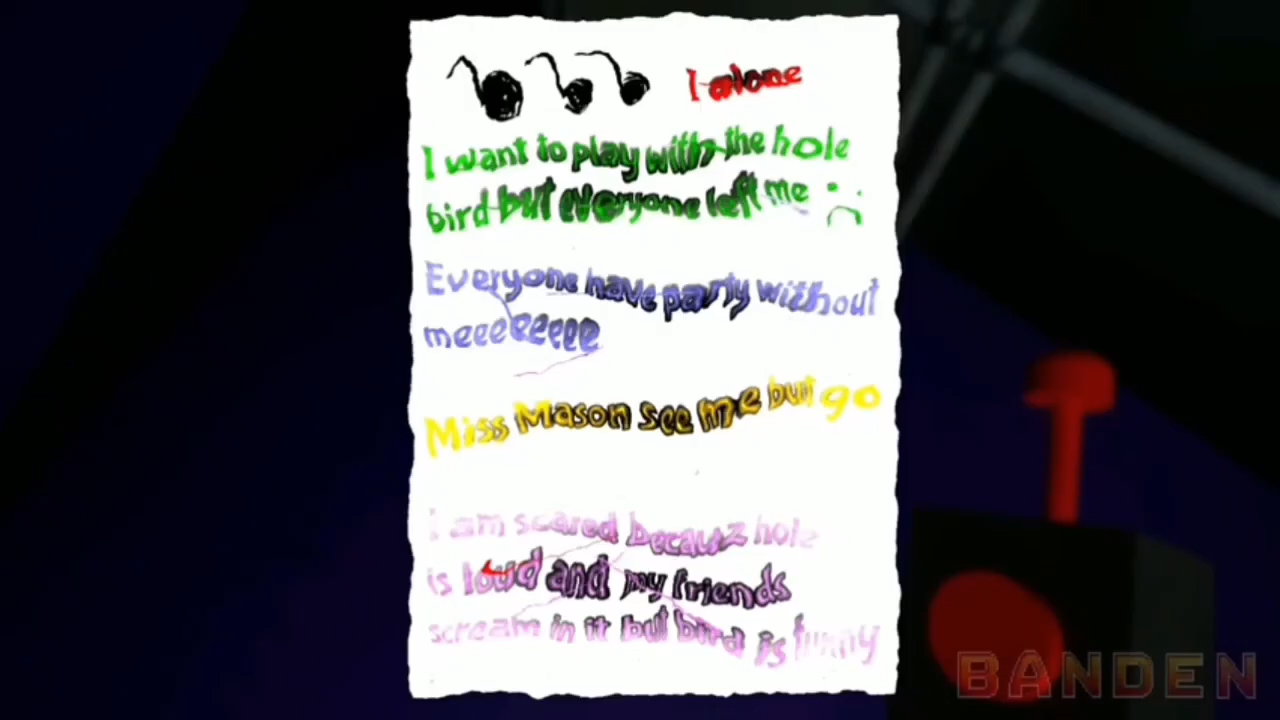 I alone
I want to play with the hole
bird but everyone left me :(
Everyone have party without
meeeeeeeee
Miss Mason see me but go
i am scared becauz hole
is loud and my friends
scream in it but bird is funny
BANDEN